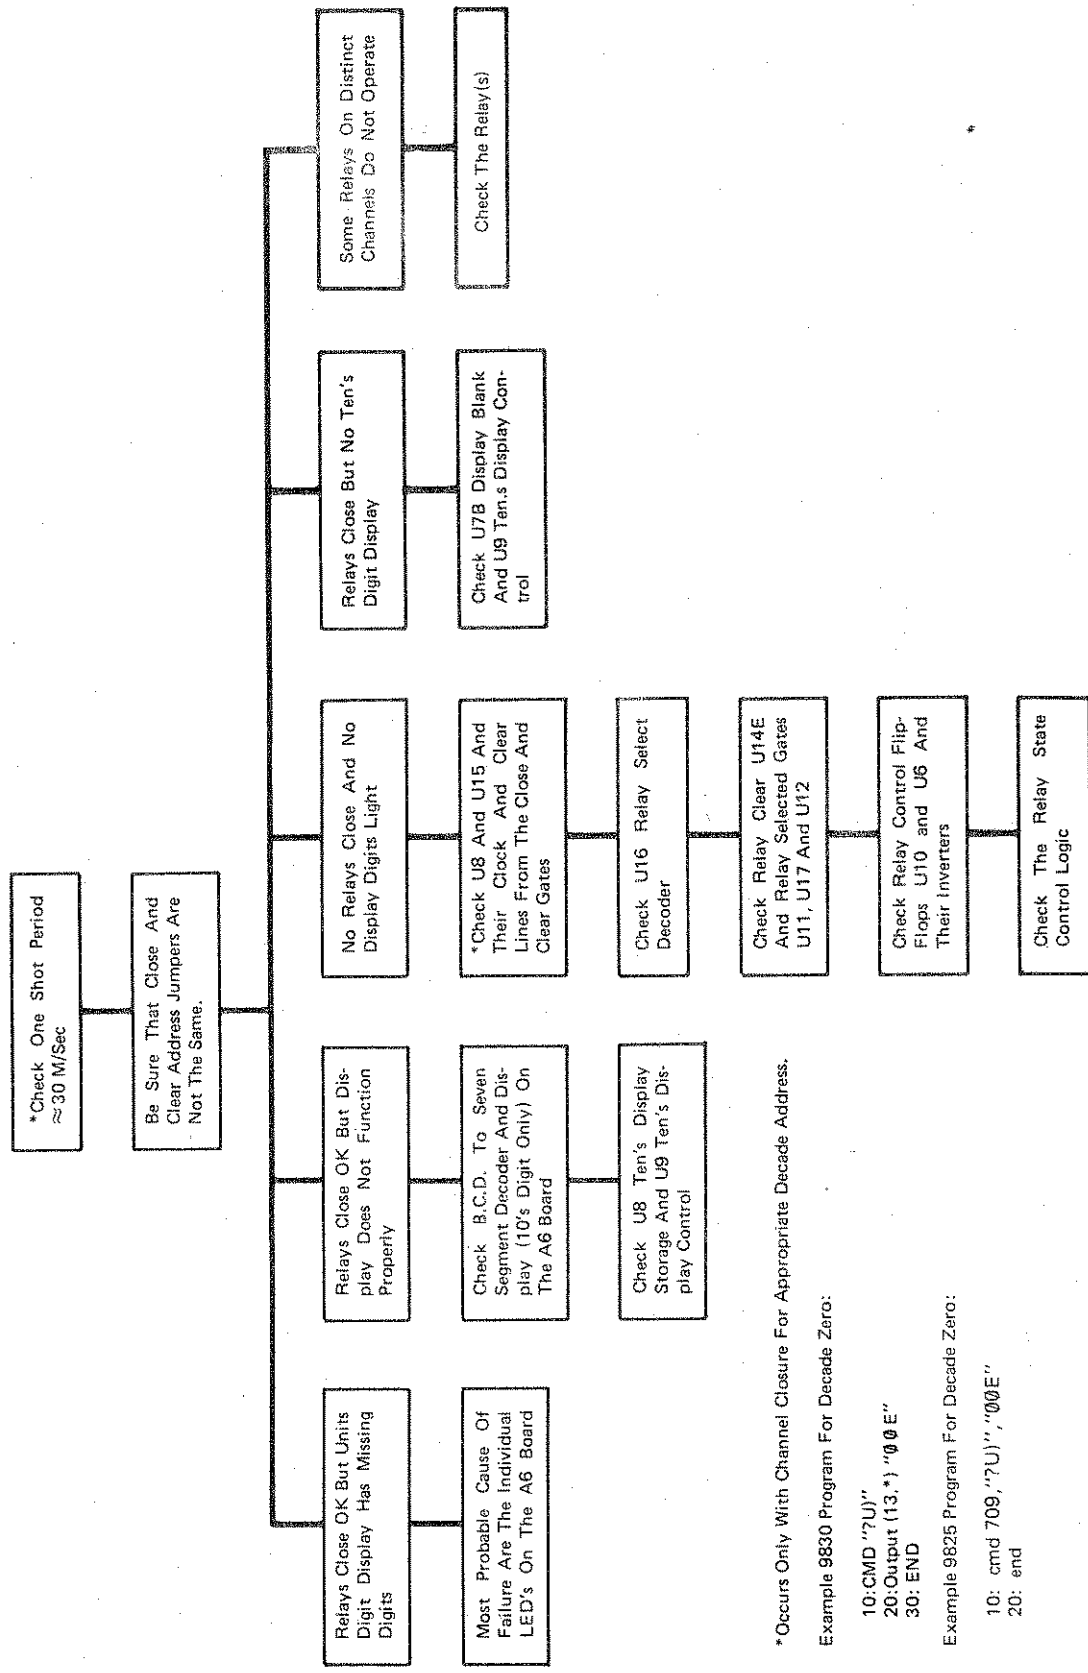 *Check One Shot Period
≈30 M/Sec
Be Sure That Close And
Clear Address Jumpers Are
Not The Same.
Relays Close OK But Units
Digit Display Has Missing
Digits
Most Probable Cause Of
Failure Are The Individual
LED's On The A6 Board
Relays Close OK But Dis-
play Does Not Function
Properly
Check B.C.D. To Seven
Segment Decoder And Dis-
play (10's Digit Only) On
The A6 Board
Check U8 Ten's Display
Storage And U9 Ten's Dis-
play Control
No Relays Close And No
Display Digits Light
*Check U8 And U15 And
Their Clock And Clear
Lines From The Close And
Clear Gates
Check U16 Relay Select
Decoder
Check Relay Clear U14E
And Relay Selected Gates
U11, U17 And U12
Check Relay Control Flip-
Flops U10 and U6 And
Their Inverters
Check The Relay State
Control Logic
Relays Close But No Ten's
Digit Display
Check U7B Display Blank
And U9 Ten,s Display Con-
trol
Some Relays On Distinct
Channels Do Not Operate
Check The Relay(s)
*Occurs Only With Channel Closure For Appropriate Decade Address.
Example 9830 Program For Decade Zero:
10:CMD "?U)"
20:Output (13,*) "ØØE"
30: END
Example 9825 Program For Decade Zero:
10: cmd 709,"?U)","ØØE"
20: end